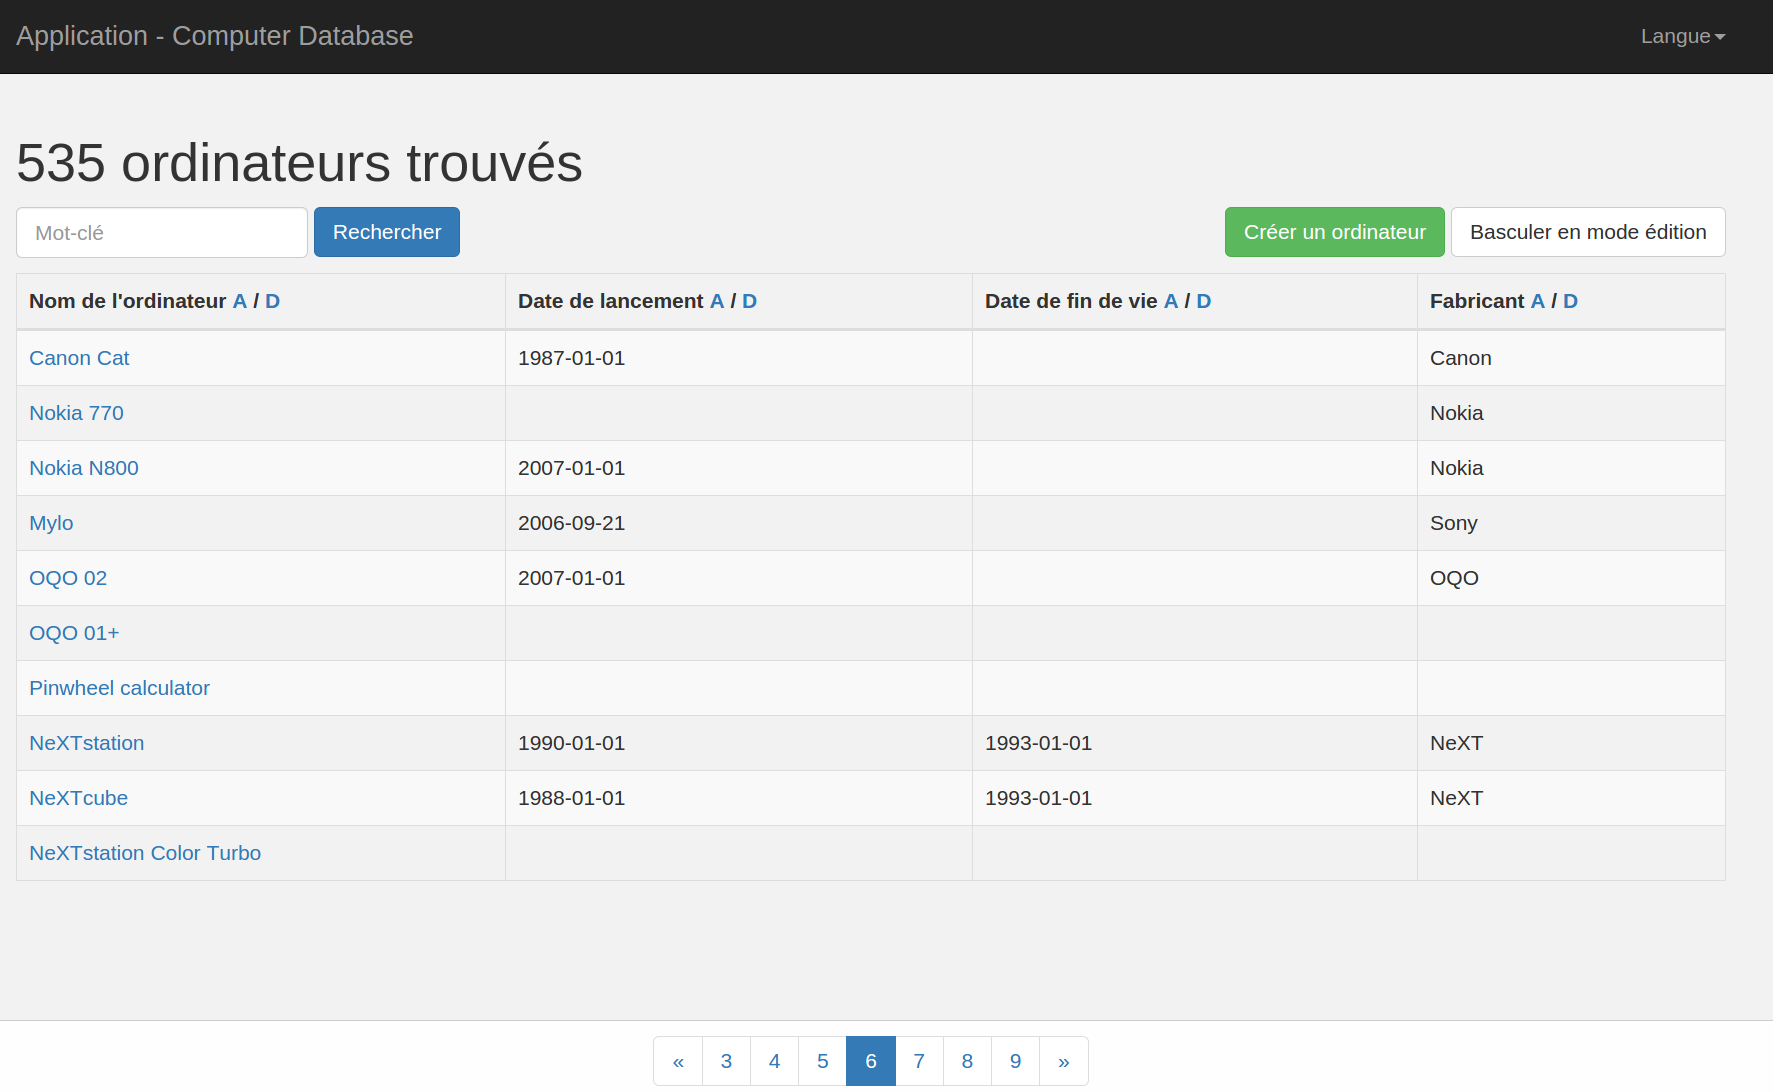 Application - Computer Database Langue
535 ordinateurs trouvés
Mot-clé Rechercher Créer un ordinateur Basculer en mode édition
Nom de l'ordinateur A / D Date de lancement A / D Date de fin de vie A / D Fabricant A / D
Canon Cat 1987-01-01 Canon
Nokia 770 Nokia
Nokia N800 2007-01-01 Nokia
Mylo 2006-09-21 Sony
OQO 02 2007-01-01 OQO
OQO 01+
Pinwheel calculator
NeXTstation 1990-01-01 1993-01-01 NeXT
NeXTcube 1988-01-01 1993-01-01 NeXT
NeXTstation Color Turbo
« 3 4 5 6 7 8 9 »